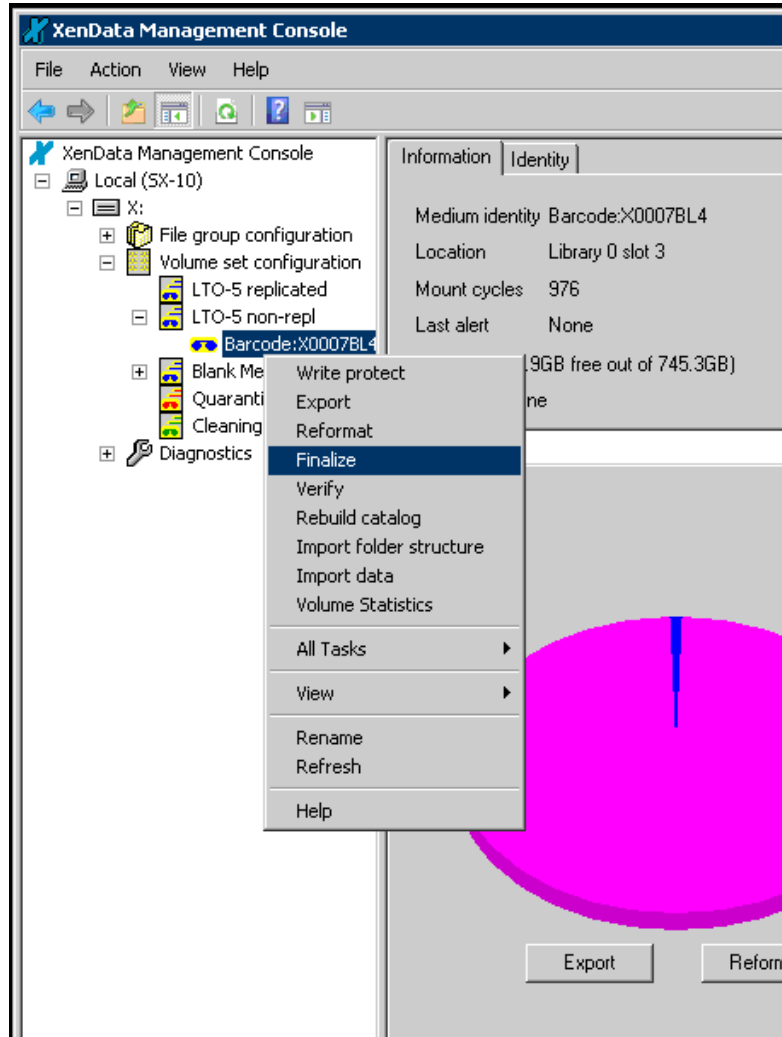 XenData Management Console
File Action View Help
XenData Management Console
Local (SX-10)
X:
File group configuration
Volume set configuration
LTO-5 replicated
LTO-5 non-repl
Barcode:X0007BL4
Blank Me
Quaranti
Cleaning
Diagnostics
Information Identity
Medium identity Barcode:X0007BL4
Location Library 0 slot 3
Mount cycles 976
Last alert None
.9GB free out of 745.3GB)
ne
Write protect
Export
Reformat
Finalize
Verify
Rebuild catalog
Import folder structure
Import data
Volume Statistics
All Tasks
View
Rename
Refresh
Help
Export Reform